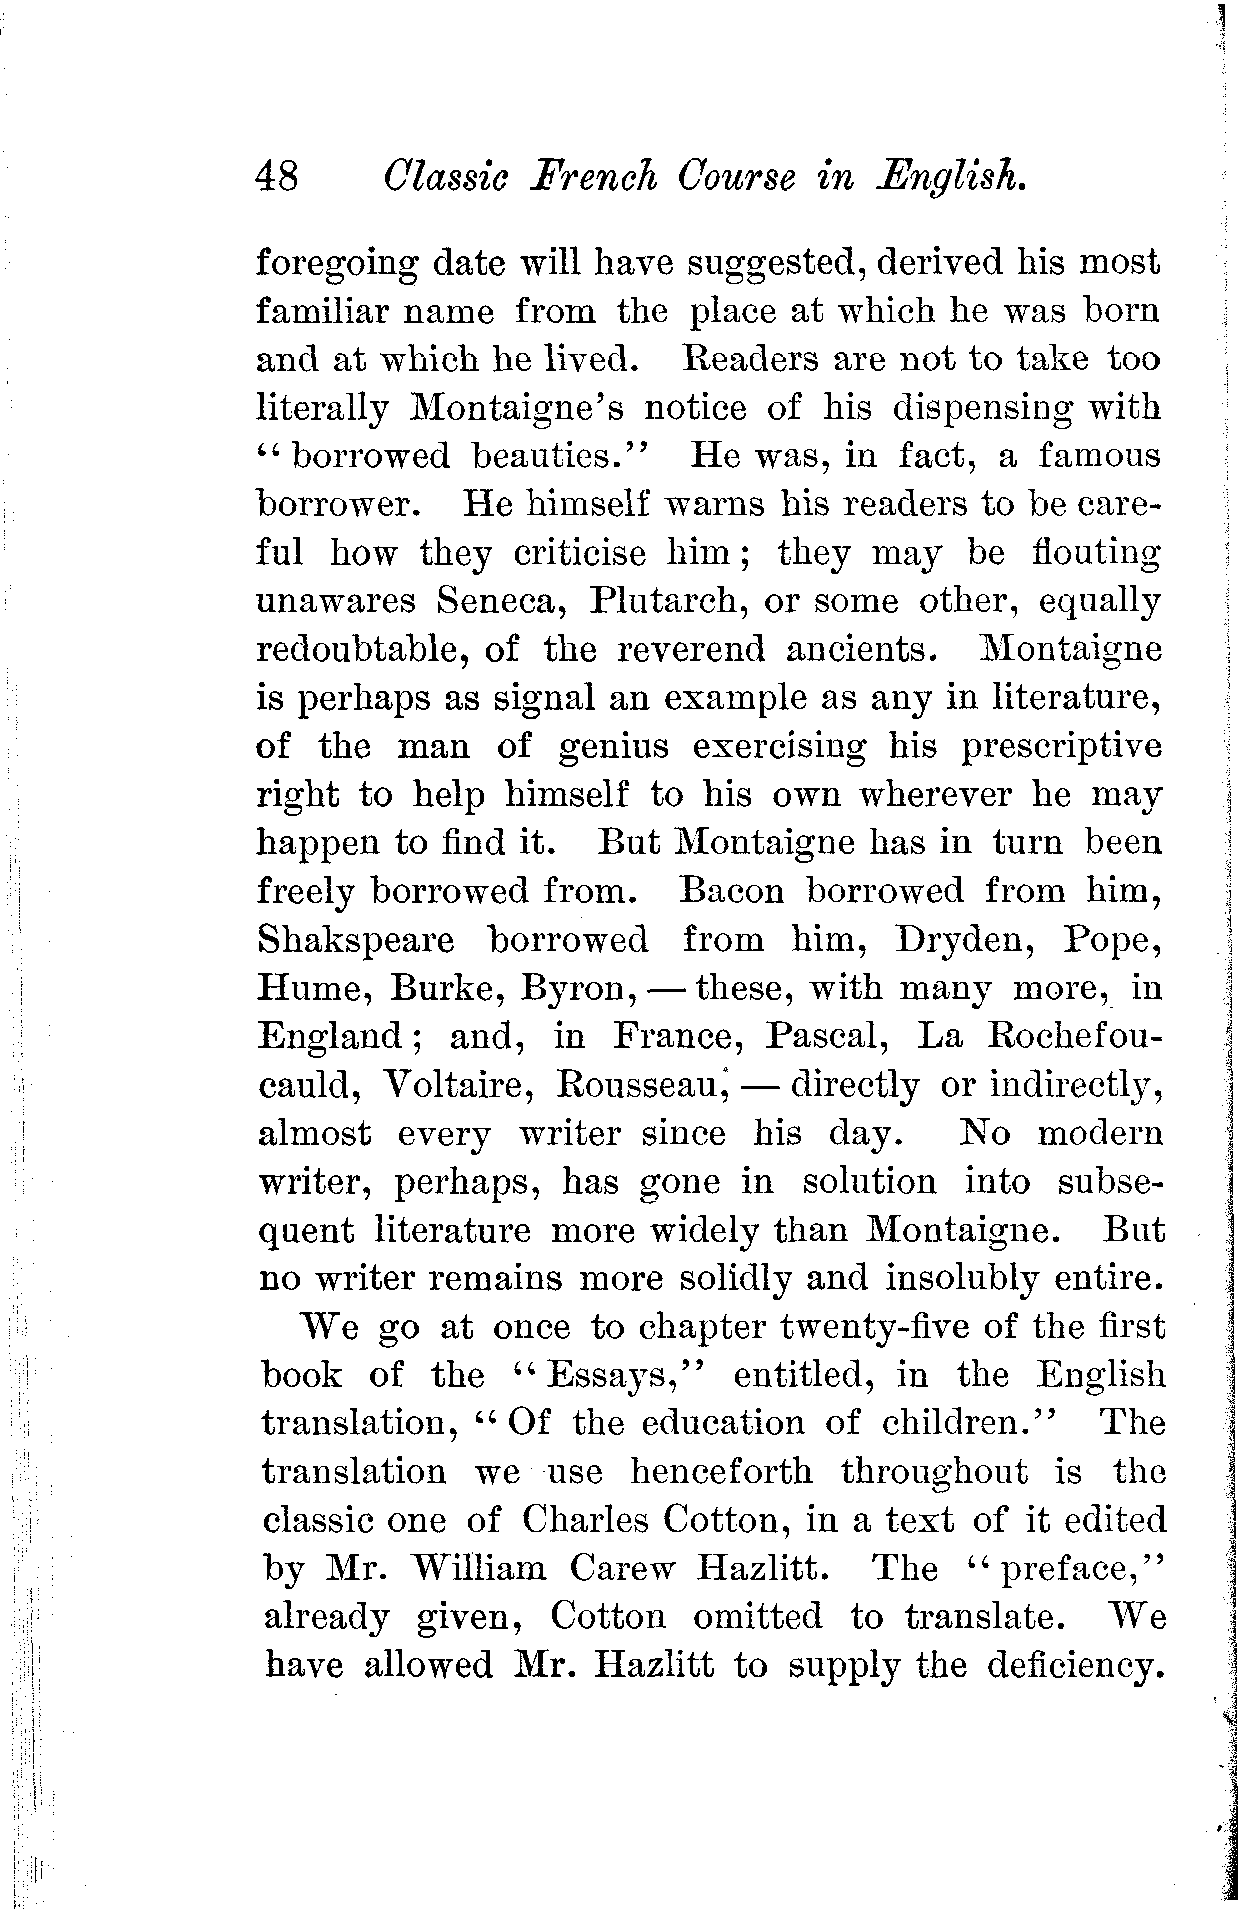 48 Classic French Course in English.
foregoing date will have suggested, derived his most
familiar name from the place at which he was born
and at which he lived. Readers are not to take too
literally Montaigne's notice of his dispensing with
"borrowed beauties." He was, in fact, a famous
borrower. He himself warns his readers to be care-
ful how they criticise him; they may be flouting
unawares Seneca, Plutarch, or some other, equally
redoubtable, of the reverend ancients. Montaigne
is perhaps as signal an example as any in literature,
of the man of genius exercising his prescriptive
right to help himself to his own wherever he may
happen to find it. But Montaigne has in turn been
freely borrowed from. Bacon borrowed from him,
Shakspeare borrowed from him, Dryden, Pope,
Hume, Burke, Byron, — these, with many more, in
England; and, in France, Pascal, La Rochefou-
cauld, Voltaire, Rousseau, — directly or indirectly,
almost every writer since his day. No modern
writer, perhaps, has gone in solution into subse-
quent literature more widely than Montaigne. But
no writer remains more solidly and insolubly entire.
We go at once to chapter twenty-five of the first
book of the "Essays," entitled, in the English
translation, "Of the education of children." The
translation we use henceforth throughout is the
classic one of Charles Cotton, in a text of it edited
by Mr. William Carew Hazlitt. The "preface,"
already given, Cotton omitted to translate. We
have allowed Mr. Hazlitt to supply the deficiency.